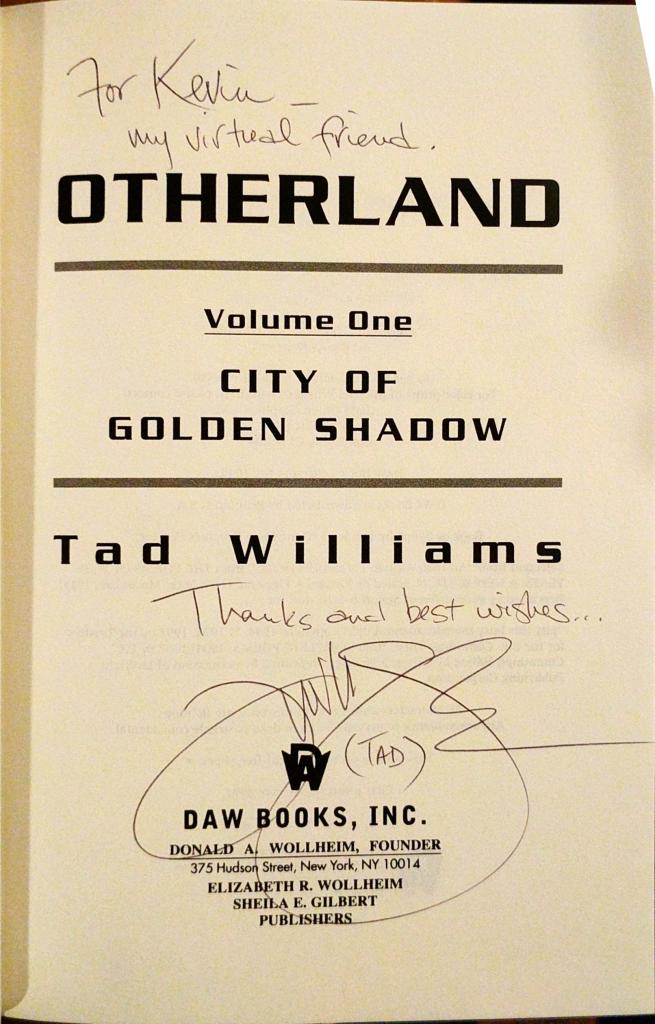 For Kevin —
my virtual friend.
OTHERLAND
Volume One
CITY OF
GOLDEN SHADOW
Tad Williams
Thanks and best wishes...
(TAD)
DAW
DAW BOOKS, INC.
DONALD A. WOLLHEIM, FOUNDER
375 Hudson Street, New York, NY 10014
ELIZABETH R. WOLLHEIM
SHEILA E. GILBERT
PUBLISHERS